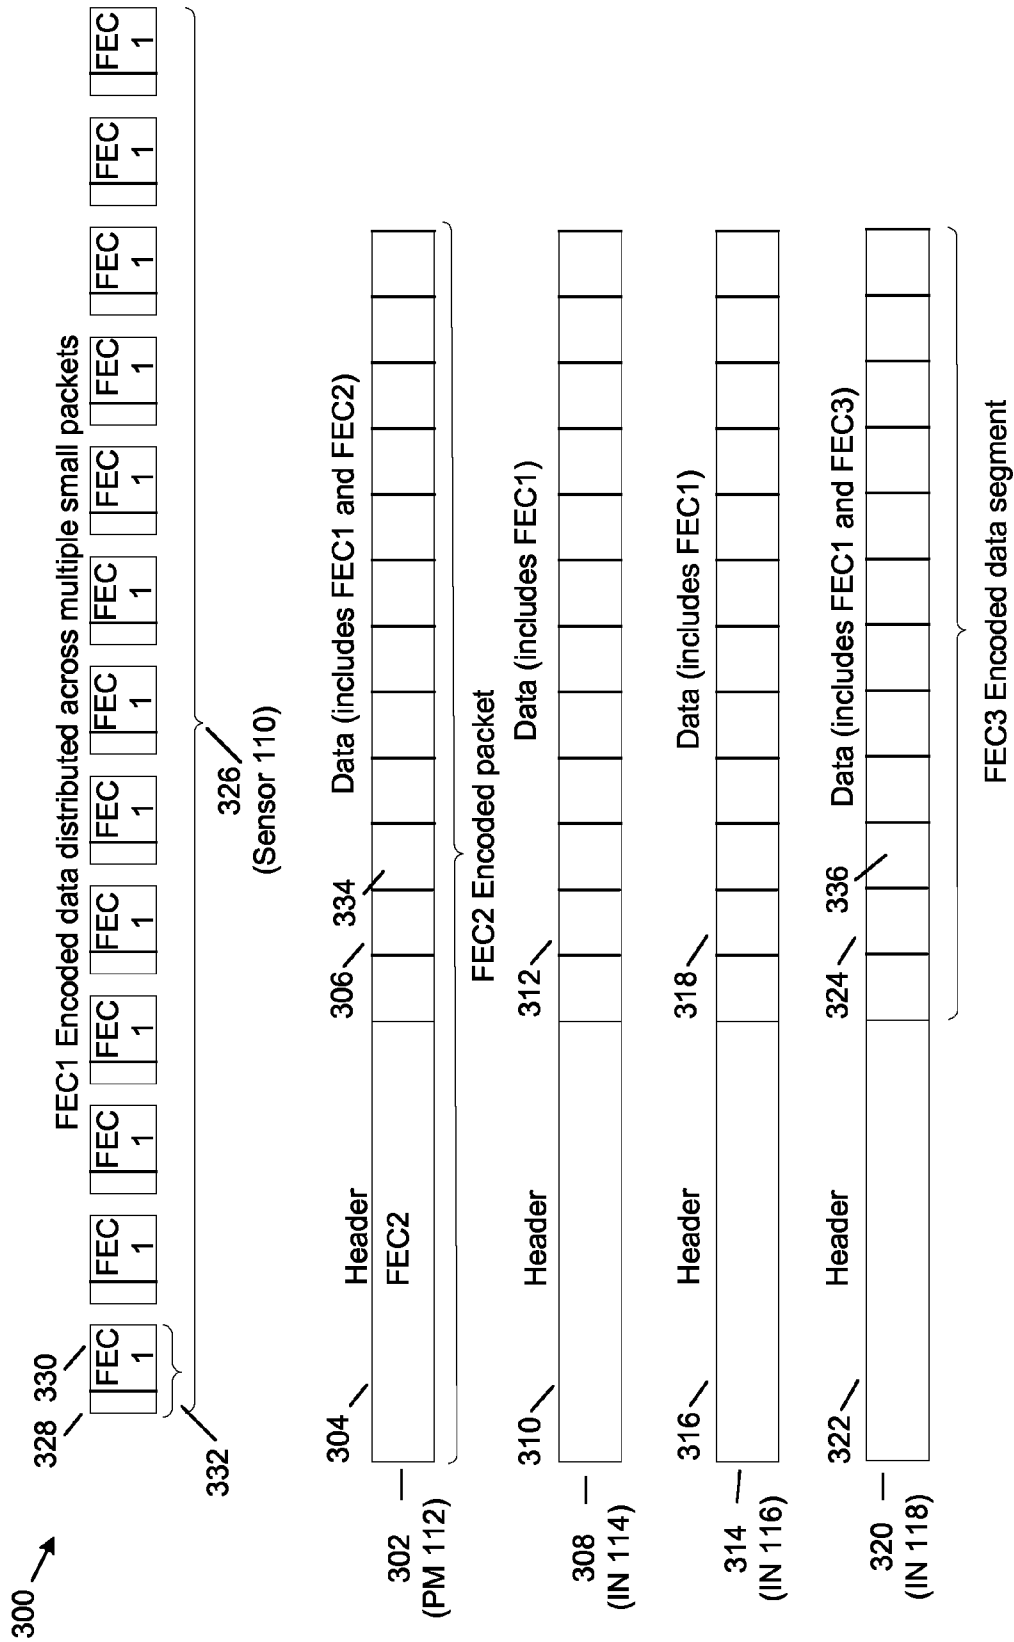 300
FEC1 Encoded data distributed across multiple small packets
328
330
FEC 1
FEC 1
FEC 1
FEC 1
FEC 1
FEC 1
FEC 1
FEC 1
FEC 1
FEC 1
FEC 1
FEC 1
FEC 1
332
326
(Sensor 110)
304
Header
306
334
Data (includes FEC1 and FEC2)
FEC2
302
(PM 112)
FEC2 Encoded packet
310
Header
312
Data (includes FEC1)
308
(IN 114)
316
Header
318
Data (includes FEC1)
314
(IN 116)
322
Header
324
336
Data (includes FEC1 and FEC3)
320
(IN 118)
FEC3 Encoded data segment